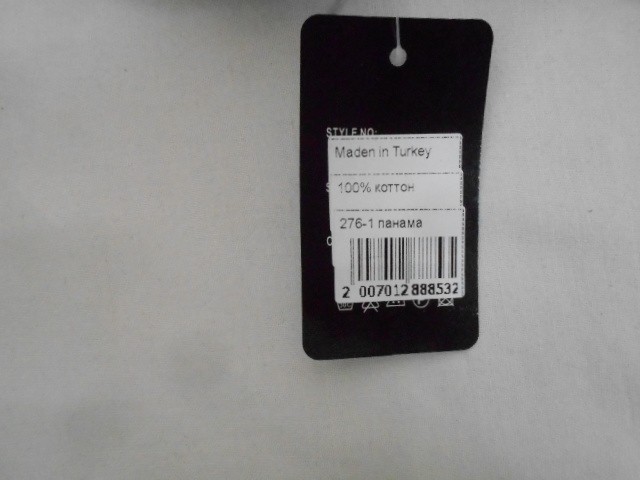 STYLE NO:
Maden in Turkey
100% коттон
276-1 панама
2 007012 888532